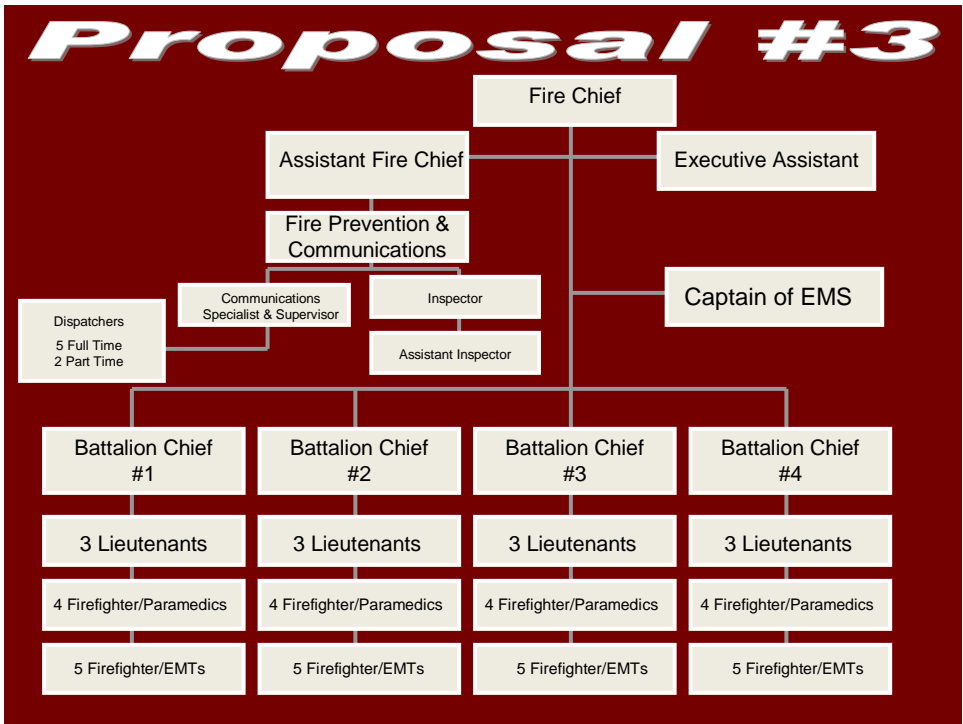 Proposal #3
Fire Chief
Assistant Fire Chief
Executive Assistant
Fire Prevention &
Communications
Communications
Specialist & Supervisor
Inspector
Captain of EMS
Dispatchers
5 Full Time
2 Part Time
Assistant Inspector
Battalion Chief
#1
Battalion Chief
#2
Battalion Chief
#3
Battalion Chief
#4
3 Lieutenants
3 Lieutenants
3 Lieutenants
3 Lieutenants
4 Firefighter/Paramedics
4 Firefighter/Paramedics
4 Firefighter/Paramedics
4 Firefighter/Paramedics
5 Firefighter/EMTs
5 Firefighter/EMTs
5 Firefighter/EMTs
5 Firefighter/EMTs